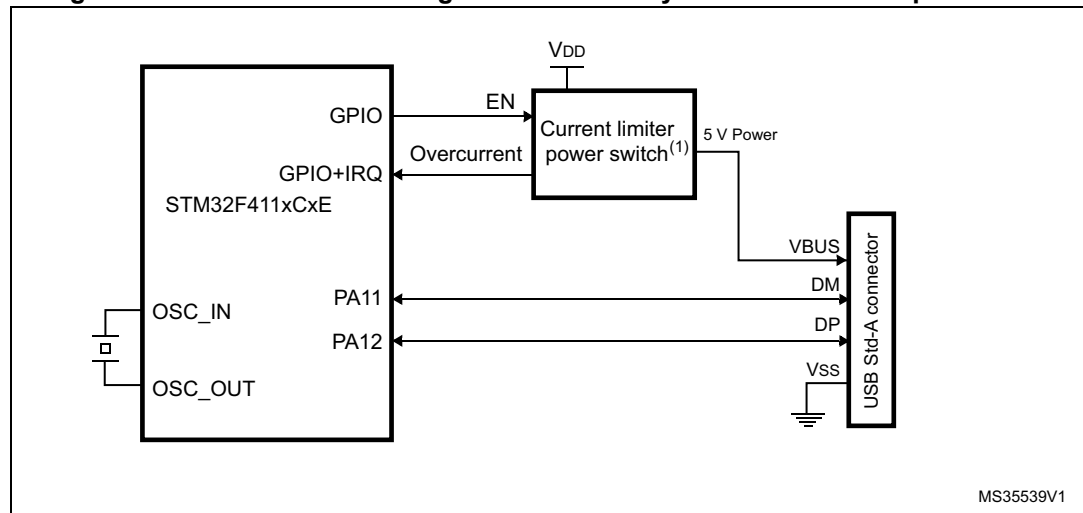 VDD
GPIO
EN
Current limiter
power switch(1)
5 V Power
Overcurrent
GPIO+IRQ
STM32F411xCxE
VBUS
DM
PA11
OSC_IN
DP
PA12
VSS
OSC_OUT
USB Std-A connector
MS35539V1